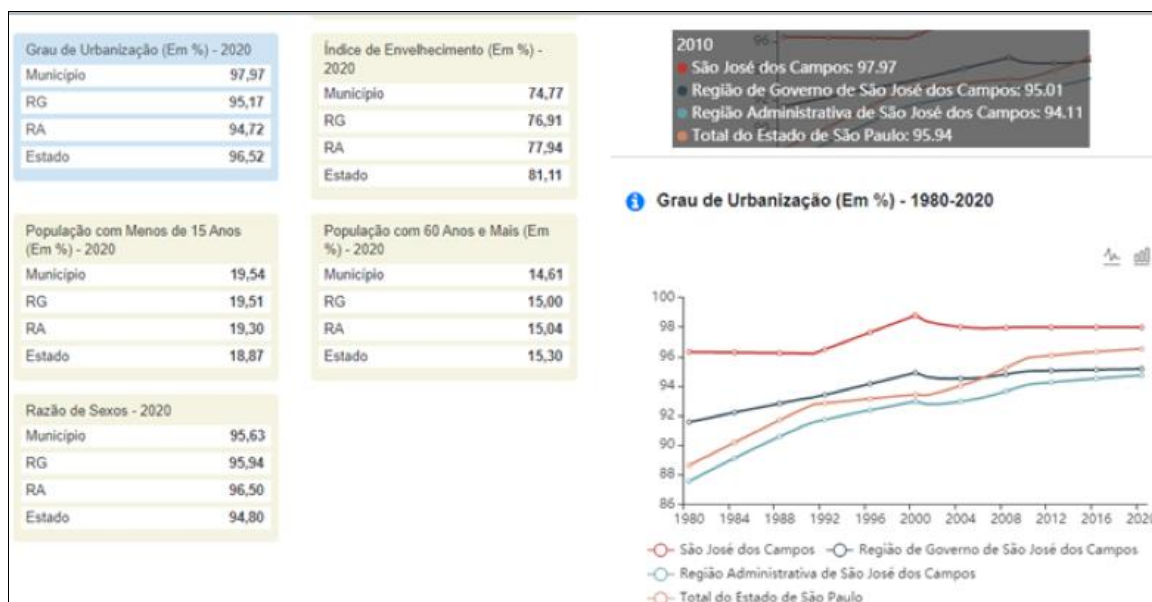 Grau de Urbanização (Em %) - 2020
Município 97,97
RG 95,17
RA 94,72
Estado 96,52
Índice de Envelhecimento (Em %) -
2020
Município 74,77
RG 76,91
RA 77,94
Estado 81,11
População com Menos de 15 Anos
(Em %) - 2020
Município 19,54
RG 19,51
RA 19,30
Estado 18,87
População com 60 Anos e Mais (Em
%) - 2020
Município 14,61
RG 15,00
RA 15,04
Estado 15,30
Razão de Sexos - 2020
Município 95,63
RG 95,94
RA 96,50
Estado 94,80
96
2010
São José dos Campos: 97.97
Região de Governo de São José dos Campos: 95.01
Região Administrativa de São José dos Campos: 94.11
Total do Estado de São Paulo: 95.94
Grau de Urbanização (Em %) - 1980-2020
100
98
96
94
92
90
88
86
1980 1984 1988 1992 1996 2000 2004 2008 2012 2016 2020
São José dos Campos Região de Governo de São José dos Campos
Região Administrativa de São José dos Campos
Total do Estado de São Paulo